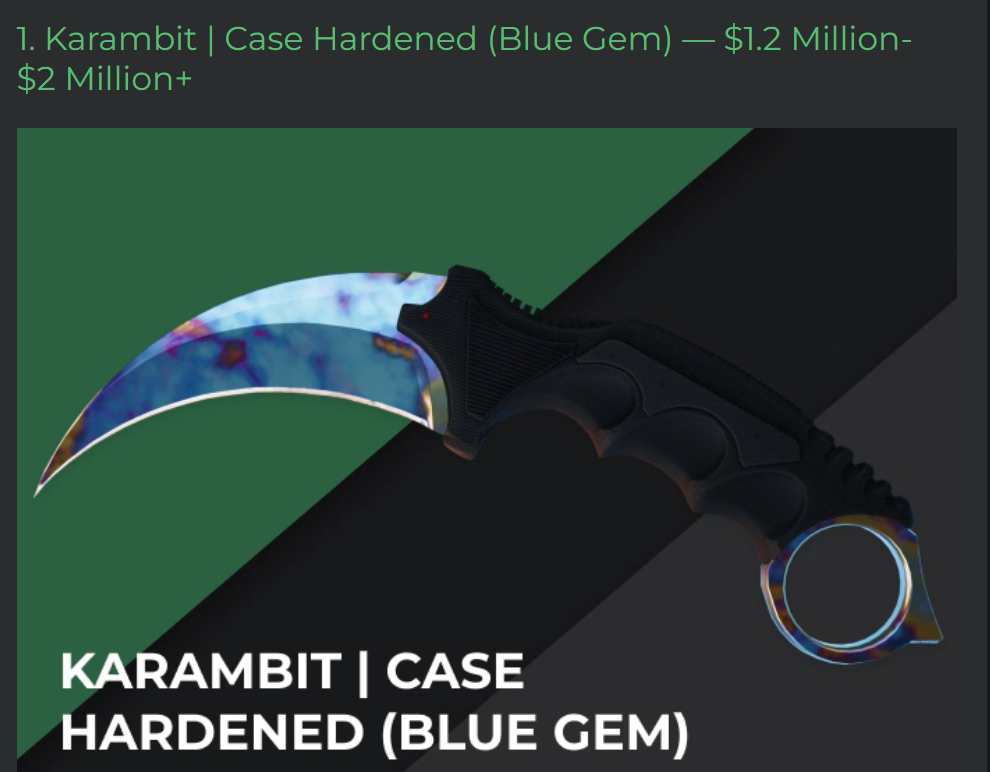 1. Karambit | Case Hardened (Blue Gem) — $1.2 Million-
$2 Million+
KARAMBIT | CASE
HARDENED (BLUE GEM)